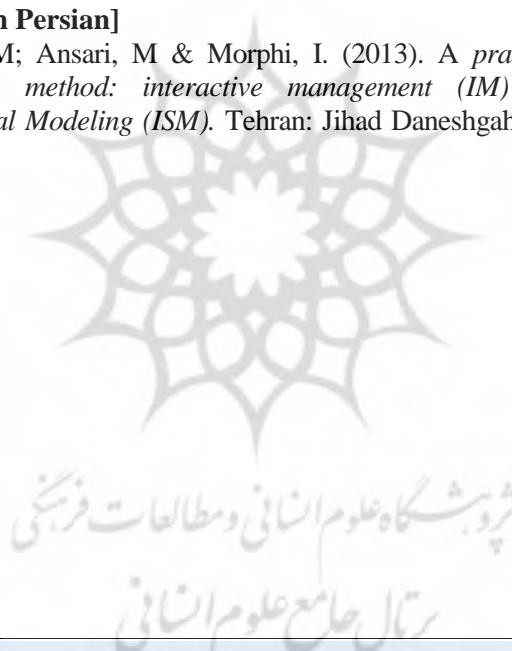 n Persian]
M; Ansari, M & Morphi, I. (2013). A pra
method: interactive management (IM)
al Modeling (ISM). Tehran: Jihad Daneshgah
پژوهشگاه علوم انسانی و مطالعات فرهنگی
پرتال جامع علوم انسانی